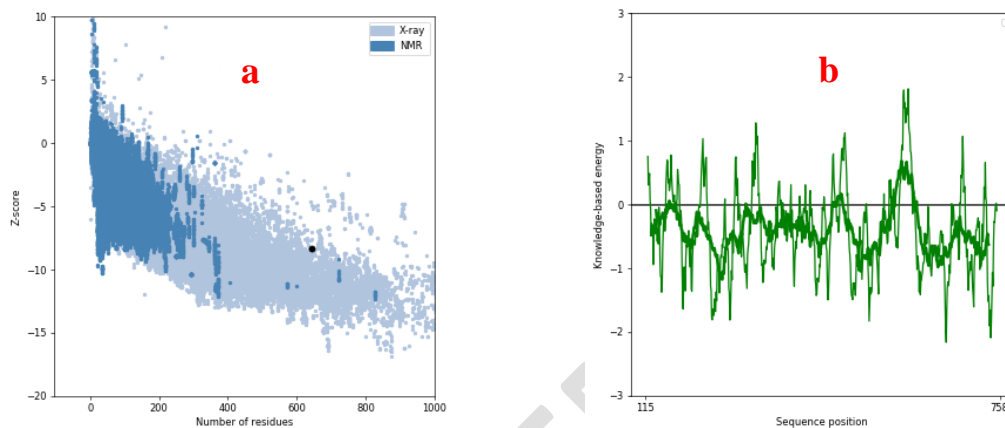 a
X-ray
NMR
10
5
0
−5
−10
−15
−20
Z-score
0
200
400
600
800
1000
Number of residues
b
3
2
1
0
−1
−2
−3
Knowledge-based energy
115
758
Sequence position